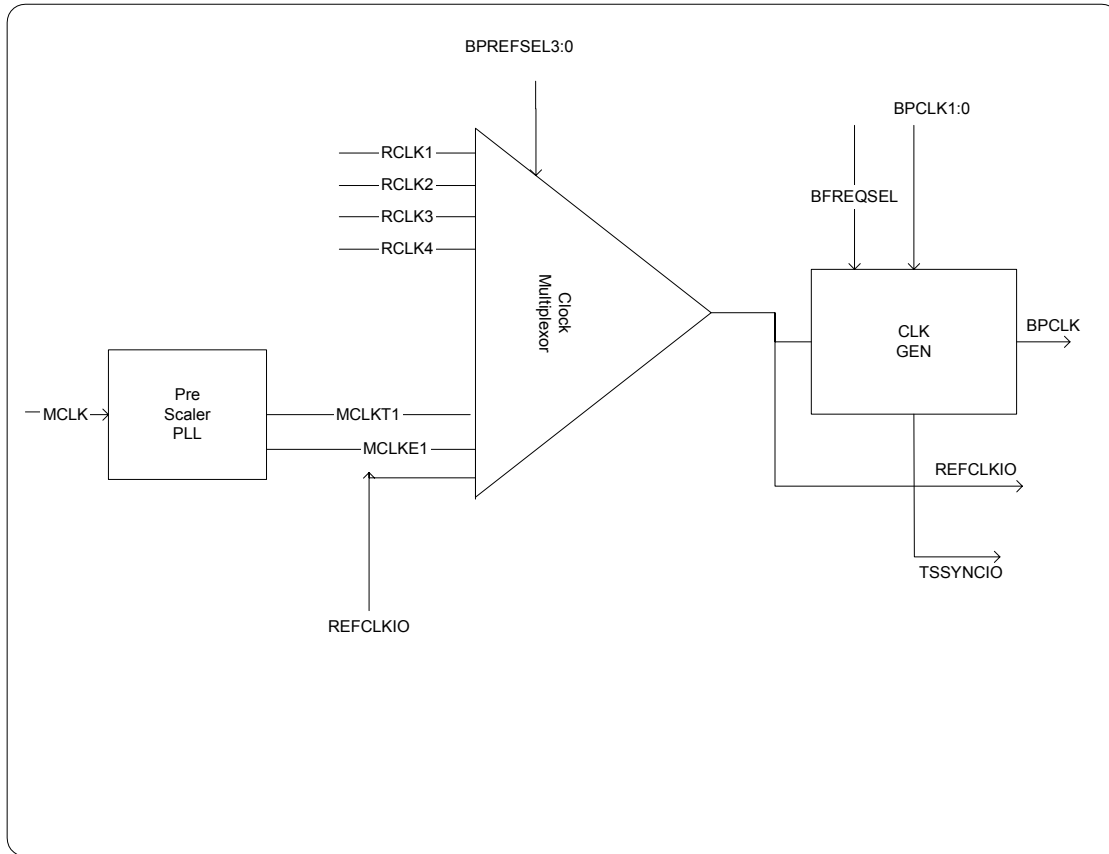 BPREFSEL3:0
BPCLK1:0
RCLK1
RCLK2
RCLK3
RCLK4
BFREQSEL
Clock
Multiplexor
CLK
GEN
BPCLK
Pre
Scaler
PLL
MCLK
MCLKT1
MCLKE1
REFCLKIO
TSSYNCIO
REFCLKIO